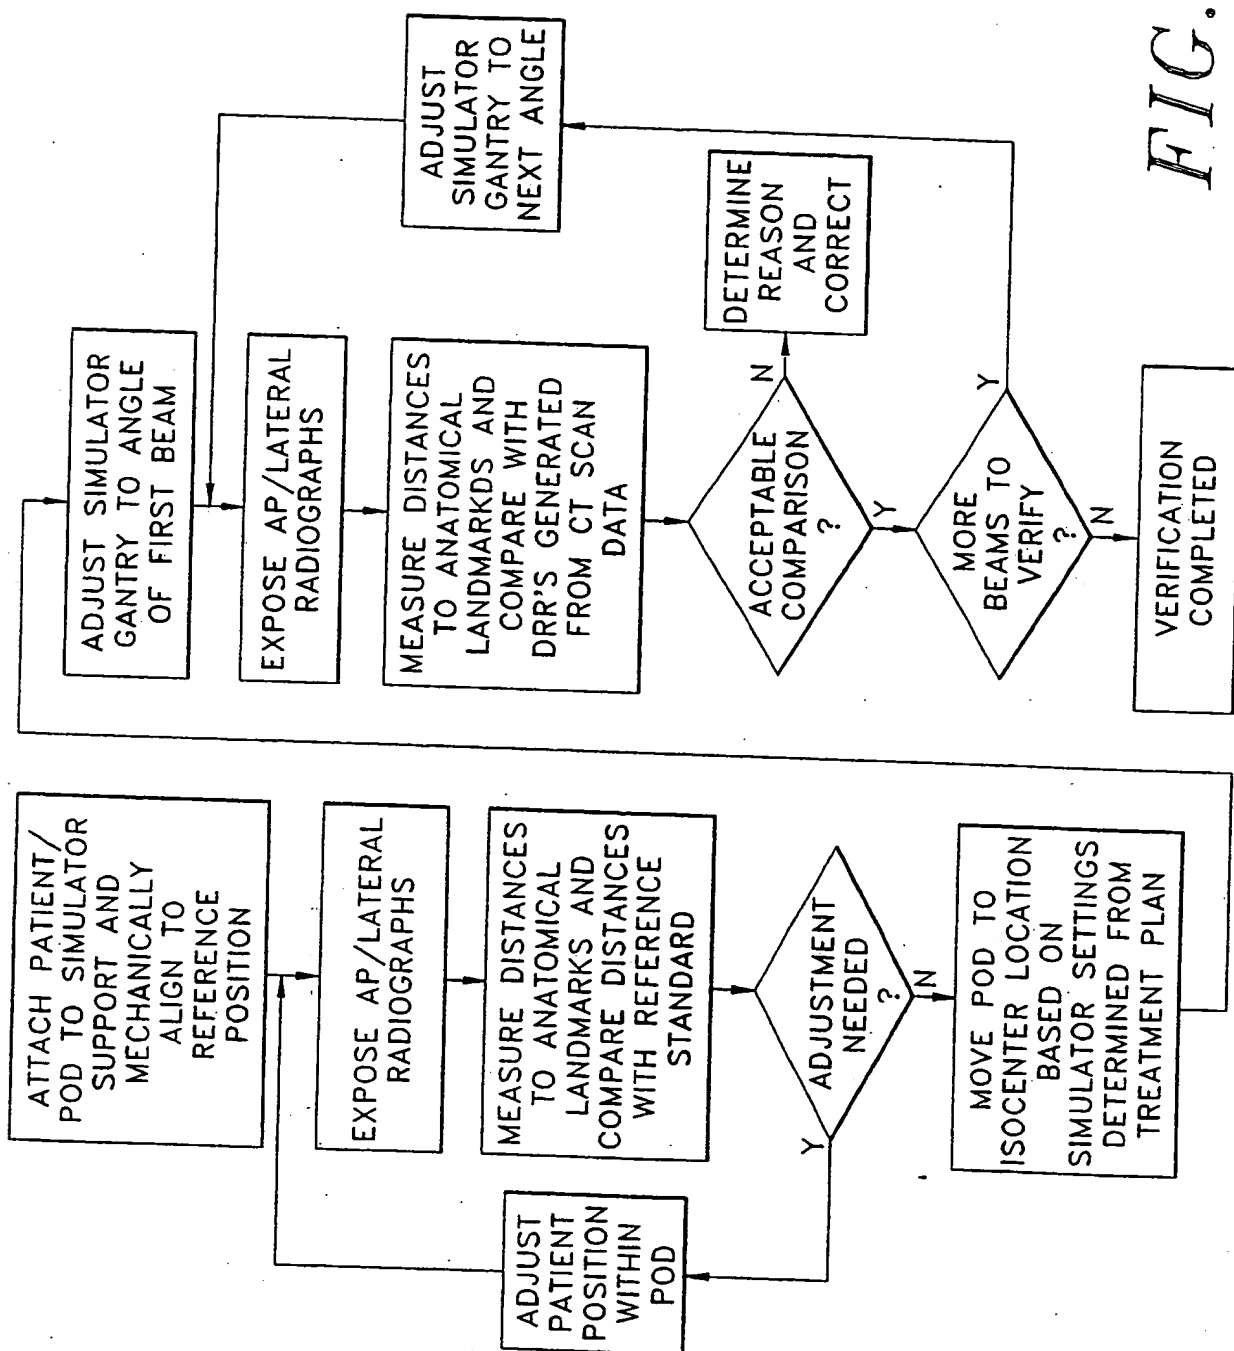 ATTACH PATIENT/
POD TO SIMULATOR
SUPPORT AND
MECHANICALLY
ALIGN TO
REFERENCE
POSITION
EXPOSE AP/LATERAL
RADIOGRAPHS
MEASURE DISTANCES
TO ANATOMICAL
LANDMARKS AND
COMPARE DISTANCES
WITH REFERENCE
STANDARD
ADJUSTMENT
NEEDED
?
Y
N
ADJUST
PATIENT
POSITION
WITHIN
POD
MOVE POD TO
ISOCENTER LOCATION
BASED ON
SIMULATOR SETTINGS
DETERMINED FROM
TREATMENT PLAN
ADJUST SIMULATOR
GANTRY TO ANGLE
OF FIRST BEAM
EXPOSE AP/LATERAL
RADIOGRAPHS
MEASURE DISTANCES
TO ANATOMICAL
LANDMARKDS AND
COMPARE WITH
DRR'S GENERATED
FROM CT SCAN
DATA
ACCEPTABLE
COMPARISON
?
N
Y
DETERMINE
REASON
AND
CORRECT
MORE
BEAMS TO
VERIFY
?
Y
N
ADJUST
SIMULATOR
GANTRY TO
NEXT ANGLE
VERIFICATION
COMPLETED
FIG.